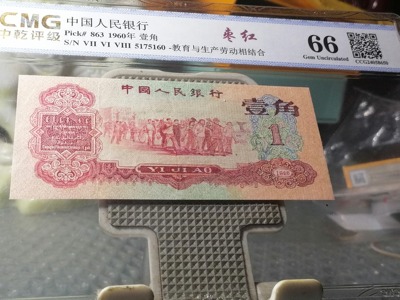 CMG
中乾评级
中国人民银行
Pick# 863 1960年 壹角
S/N VII VI VIII 5175160 -教育与生产劳动相结合
枣红
66
Gem Uncirculated
中国人民银行
壹角
1
YI JIAO